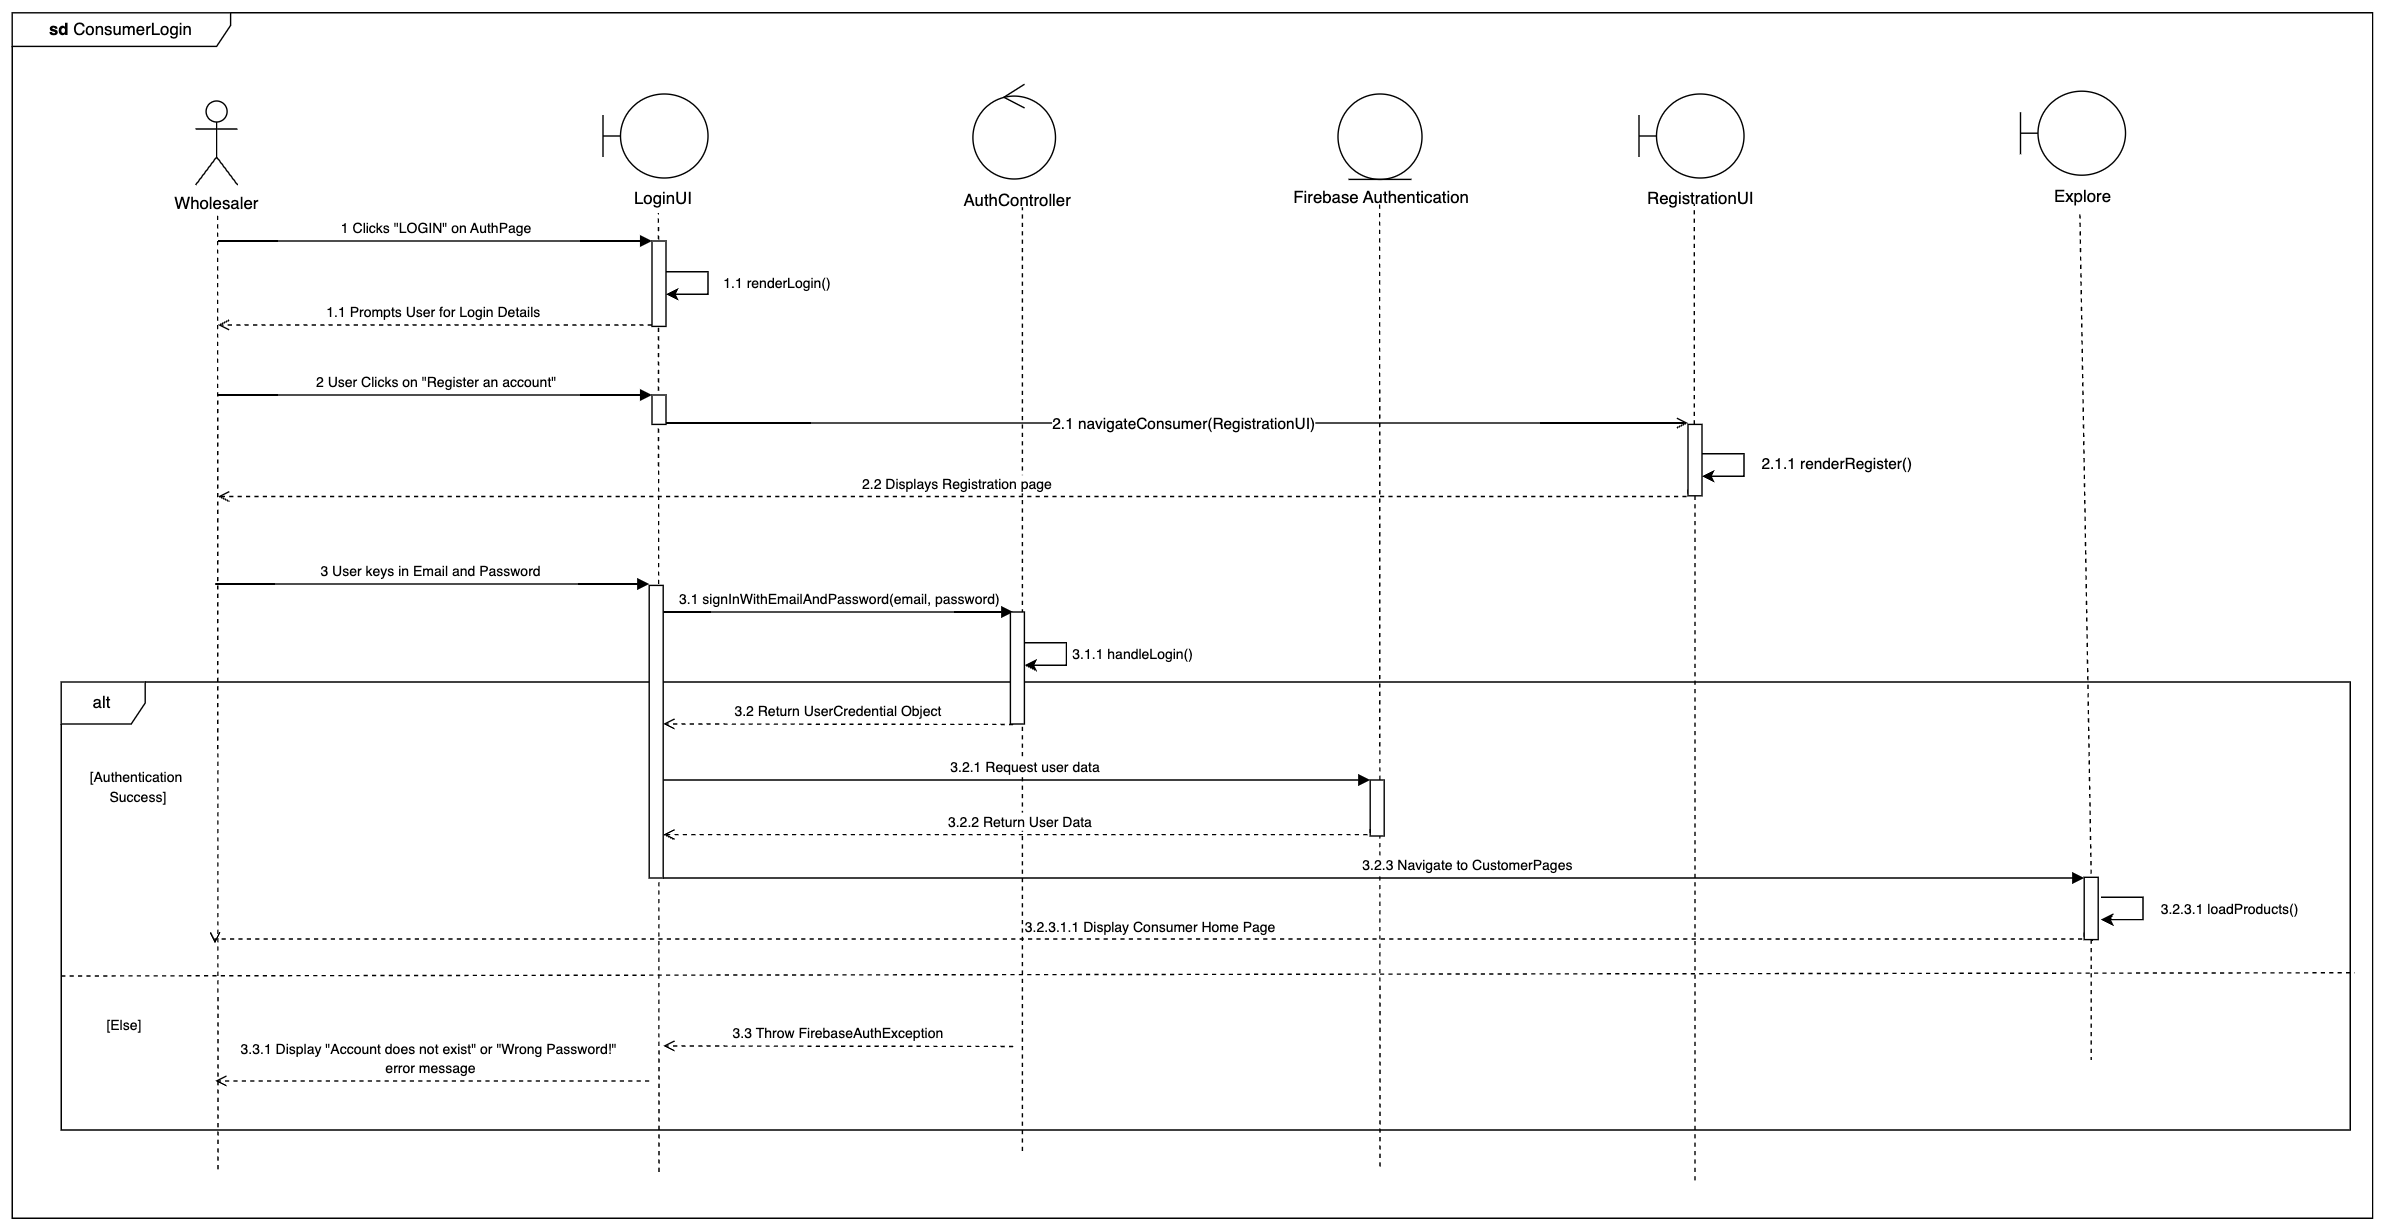 sd ConsumerLogin
Wholesaler
LoginUI
AuthController
Firebase Authentication
RegistrationUI
Explore
1 Clicks "LOGIN" on AuthPage
1.1 renderLogin()
1.1 Prompts User for Login Details
2 User Clicks on "Register an account"
2.1 navigateConsumer(RegistrationUI)
2.1.1 renderRegister()
2.2 Displays Registration page
3 User keys in Email and Password
3.1 signInWithEmailAndPassword(email, password)
3.1.1 handleLogin()
alt
3.2 Return UserCredential Object
[Authentication
Success]
3.2.1 Request user data
3.2.2 Return User Data
3.2.3 Navigate to CustomerPages
3.2.3.1 loadProducts()
3.2.3.1.1 Display Consumer Home Page
[Else]
3.3 Throw FirebaseAuthException
3.3.1 Display "Account does not exist" or "Wrong Password!"
error message